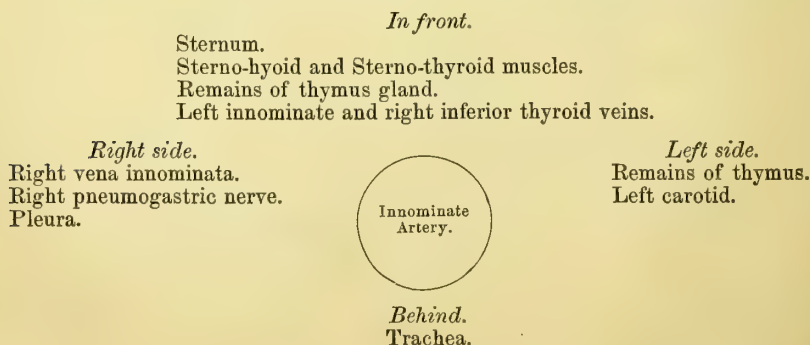 In front.
Sternum.
Sterno-hyoid and Sterno-thyroid muscles.
Remains of thymus gland.
Left innominate and right inferior thyroid veins.
Right side.
Right vena innominata.
Right pneumogastric nerve.
Pleura.
Innominate
Artery.
Left side.
Remains of thymus.
Left carotid.
Behind.
Trachea.